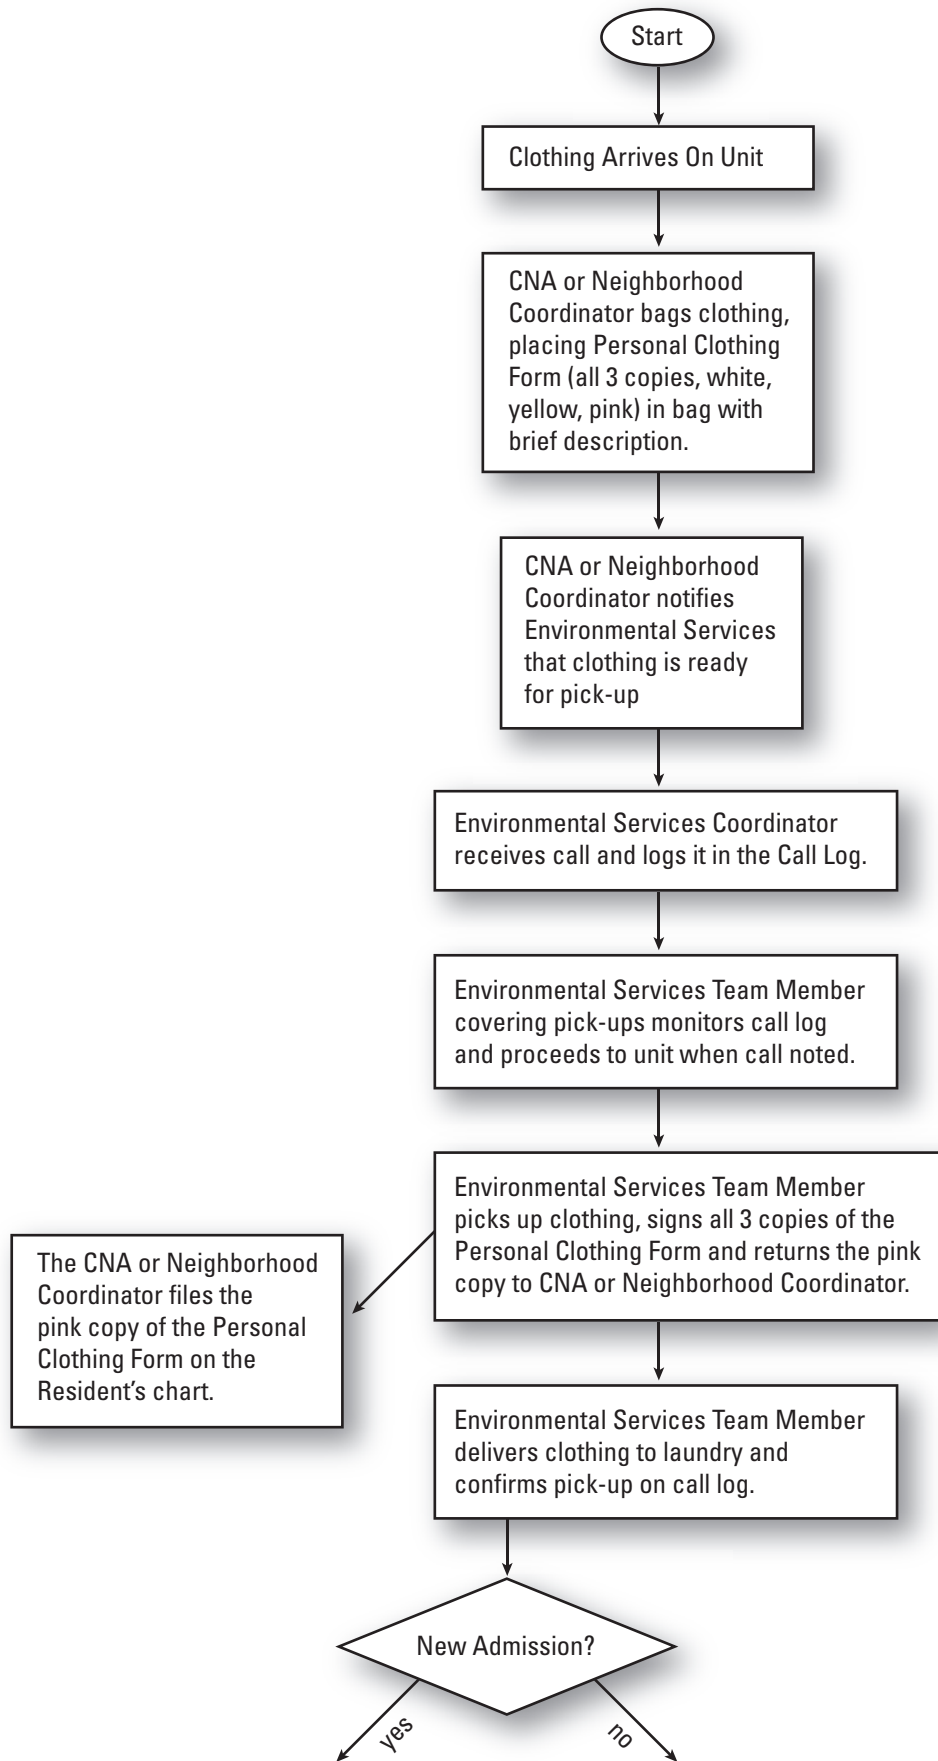 Start
Clothing Arrives On Unit
CNA or Neighborhood
Coordinator bags clothing,
placing Personal Clothing
Form (all 3 copies, white,
yellow, pink) in bag with
brief description.
CNA or Neighborhood
Coordinator notifies
Environmental Services
that clothing is ready
for pick-up
Environmental Services Coordinator
receives call and logs it in the Call Log.
Environmental Services Team Member
covering pick-ups monitors call log
and proceeds to unit when call noted.
Environmental Services Team Member
picks up clothing, signs all 3 copies of the
Personal Clothing Form and returns the pink
copy to CNA or Neighborhood Coordinator.
The CNA or Neighborhood
Coordinator files the
pink copy of the Personal
Clothing Form on the
Resident's chart.
Environmental Services Team Member
delivers clothing to laundry and
confirms pick-up on call log.
New Admission?
yes
no